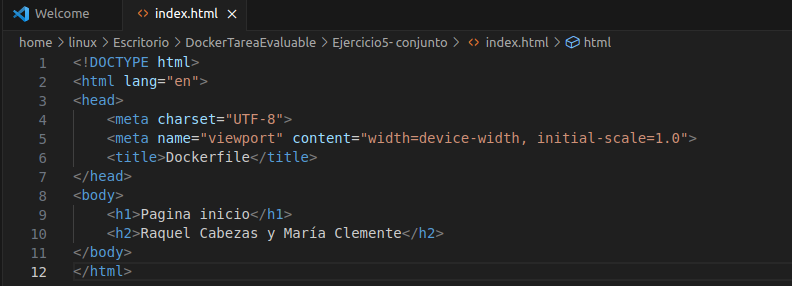 Welcome index.html
home > linux > Escritorio > DockerTareaEvaluable > Ejercicio5-conjunto > index.html > html
1 <!DOCTYPE html>
2 <html lang="en">
3 <head>
4     <meta charset="UTF-8">
5     <meta name="viewport" content="width=device-width, initial-scale=1.0">
6     <title>Dockerfile</title>
7 </head>
8 <body>
9     <h1>Pagina inicio</h1>
10     <h2>Raquel Cabezas y María Clemente</h2>
11 </body>
12 </html>